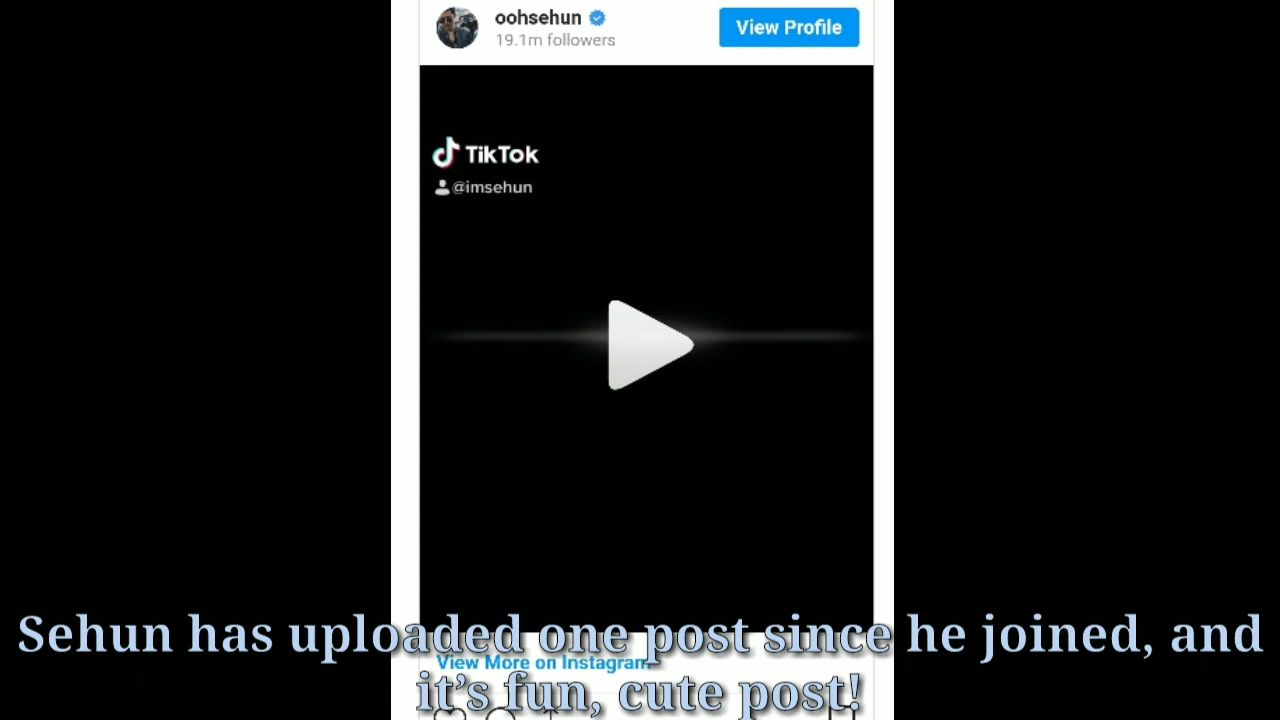 oohsehun
19.1m followers
View Profile
TikTok
@imsehun
Sehun has uploaded one post since he joined, and
View More on Instagram
it’s fun, cute post!